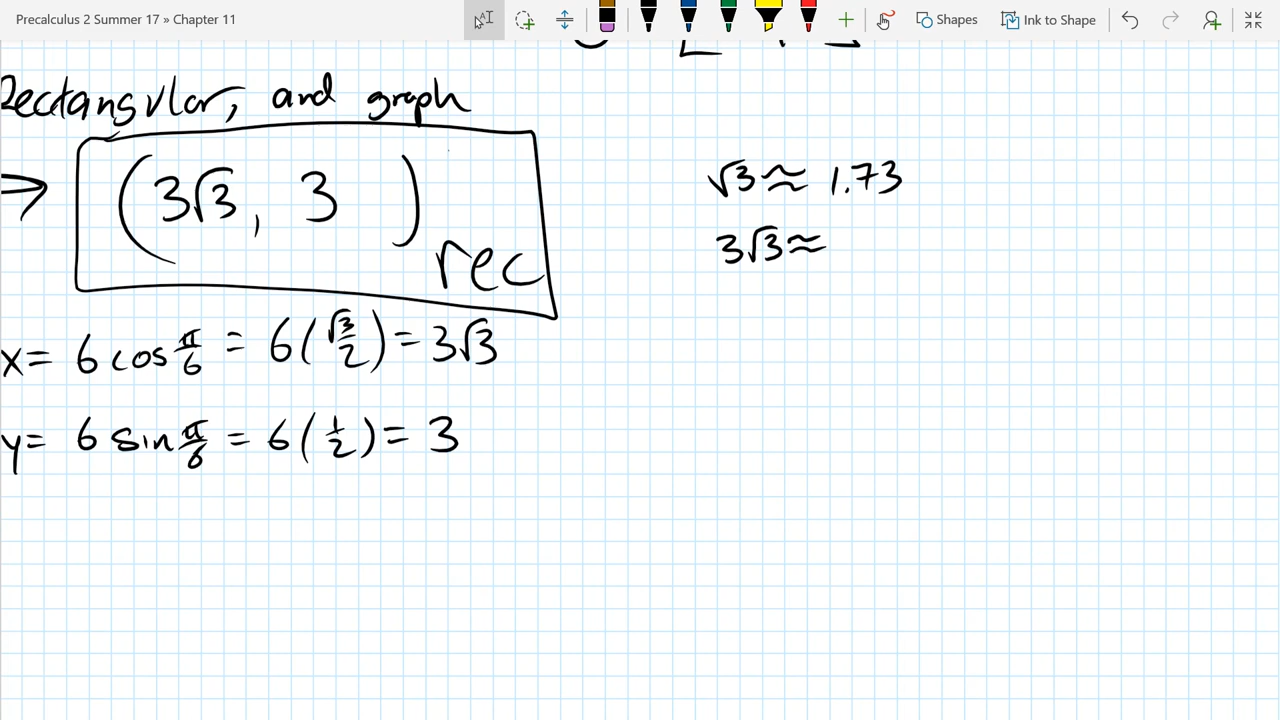 Precalculus 2 Summer 17 » Chapter 11
Shapes
Ink to Shape
Rectangular, and graph
→ (3√3, 3) rec
√3 ≈ 1.73
3√3 ≈
x = 6 cos π/6 = 6(√3/2) = 3√3
y = 6 sin π/6 = 6(1/2) = 3